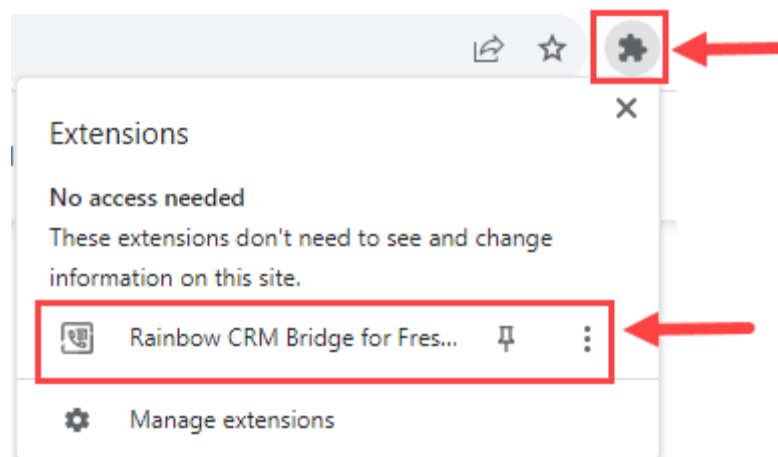 Extensions
No access needed
These extensions don't need to see and change
information on this site.
Rainbow CRM Bridge for Fres...
Manage extensions